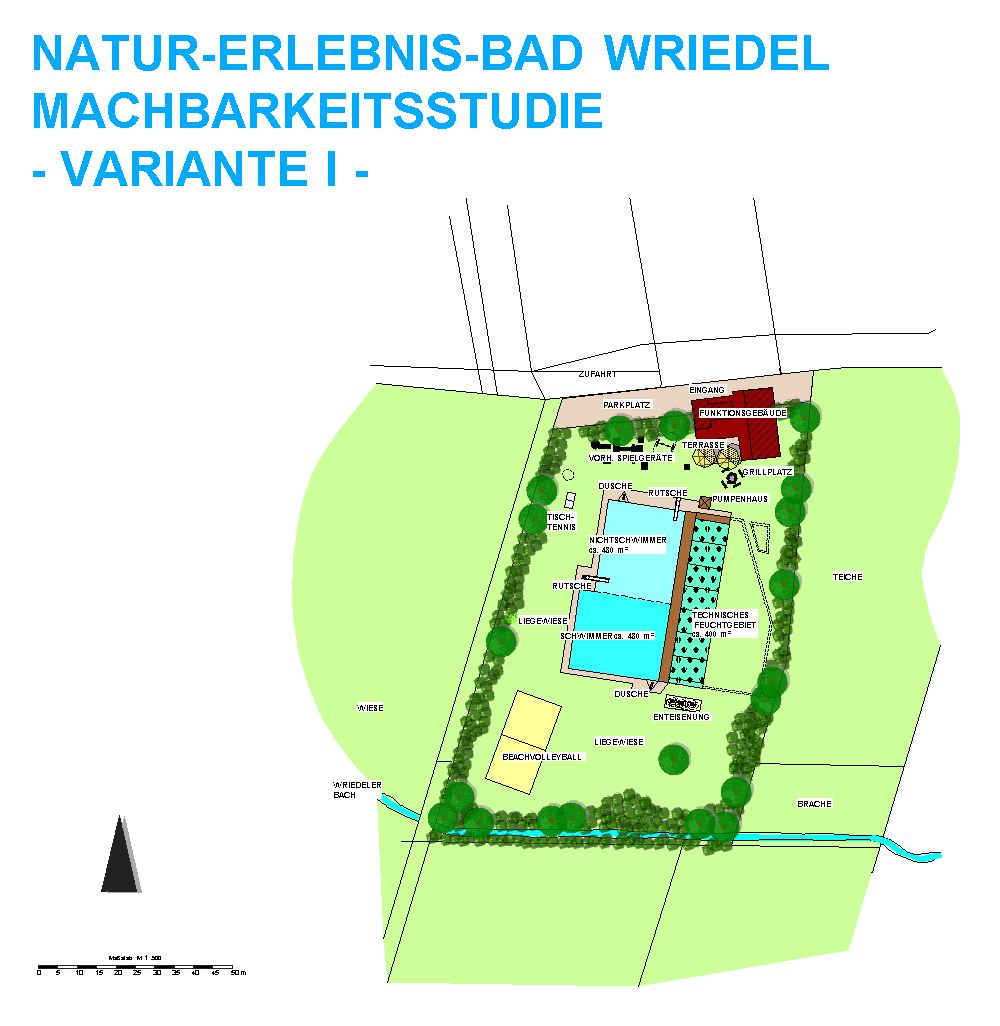 NATUR-ERLEBNIS-BAD WRIEDEL
MACHBARKEITSSTUDIE
- VARIANTE I -
ZUFAHRT
EINGANG
PARKPLATZ
FUNKTIONSGEBÄUDE
TERRASSE
VORH. SPIELGERÄTE
GRILLPLATZ
DUSCHE
RUTSCHE
PUMPENHAUS
TISCH-
TENNIS
NICHTSCHWIMMER
ca. 480 m²
TEICHE
RUTSCHE
LIEGEWIESE
TECHNISCHES
FEUCHTGEBIET
ca. 400 m²
SCHWIMMER ca. 480 m²
DUSCHE
WIESE
ENTEISENUNG
LIEGEWIESE
BEACHVOLLEYBALL
WRIEDELER
BACH
BRACHE
Maßstab M 1 :500
0 5 10 15 20 25 30 35 40 45 50 m